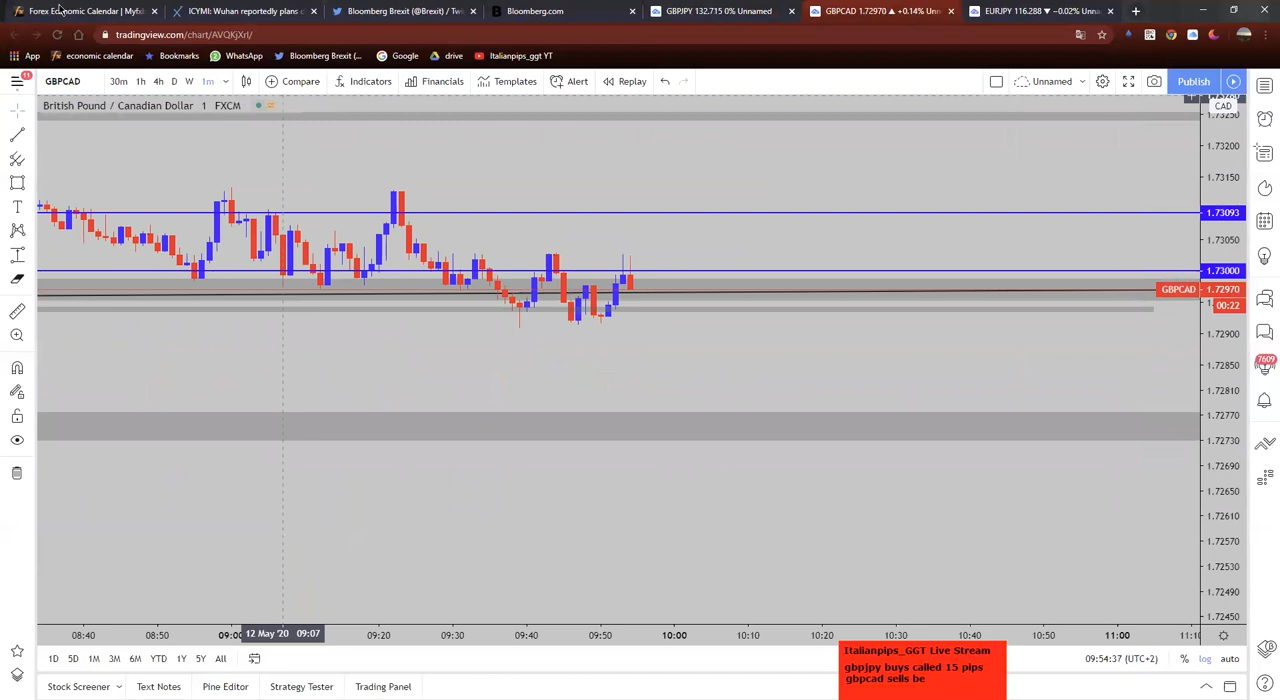 Forex Economic Calendar | Myfx
ICYMI: Wuhan reportedly plans c
Bloomberg Brexit (@Brexit) / Tw
Bloomberg.com
GBPJPY 132.715 0% Unnamed
GBPCAD 1.72970 ▲ +0.14% Unn
EURJPY 116.288 ▼ −0.02% Unna
tradingview.com/chart/AVQKjXrI/
App
economic calendar
Bookmarks
WhatsApp
Bloomberg Brexit (...
Google
drive
Italianpips_ggt YT
11
GBPCAD
30m 1h 4h D W 1m
Compare
Indicators
Financials
Templates
Alert
Replay
Unnamed
Publish
British Pound / Canadian Dollar 1 FXCM
CAD
1.73250
1.73200
1.73150
1.73093
1.73050
1.73000
GBPCAD 1.72970
00:22
1.72900
1.72850
1.72810
1.72770
1.72730
1.72690
1.72650
1.72610
1.72570
1.72530
1.72490
1.72450
7609
08:40 08:50 09:00 12 May '20 09:07 09:20 09:30 09:40 09:50 10:00 10:10 10:20 10:30 10:40 10:50 11:00 11:10
1D 5D 1M 3M 6M YTD 1Y 5Y All
09:54:37 (UTC+2) % log auto
Italianpips_GGT Live Stream
gbpjpy buys called 15 pips
gbpcad sells be
Stock Screener
Text Notes
Pine Editor
Strategy Tester
Trading Panel